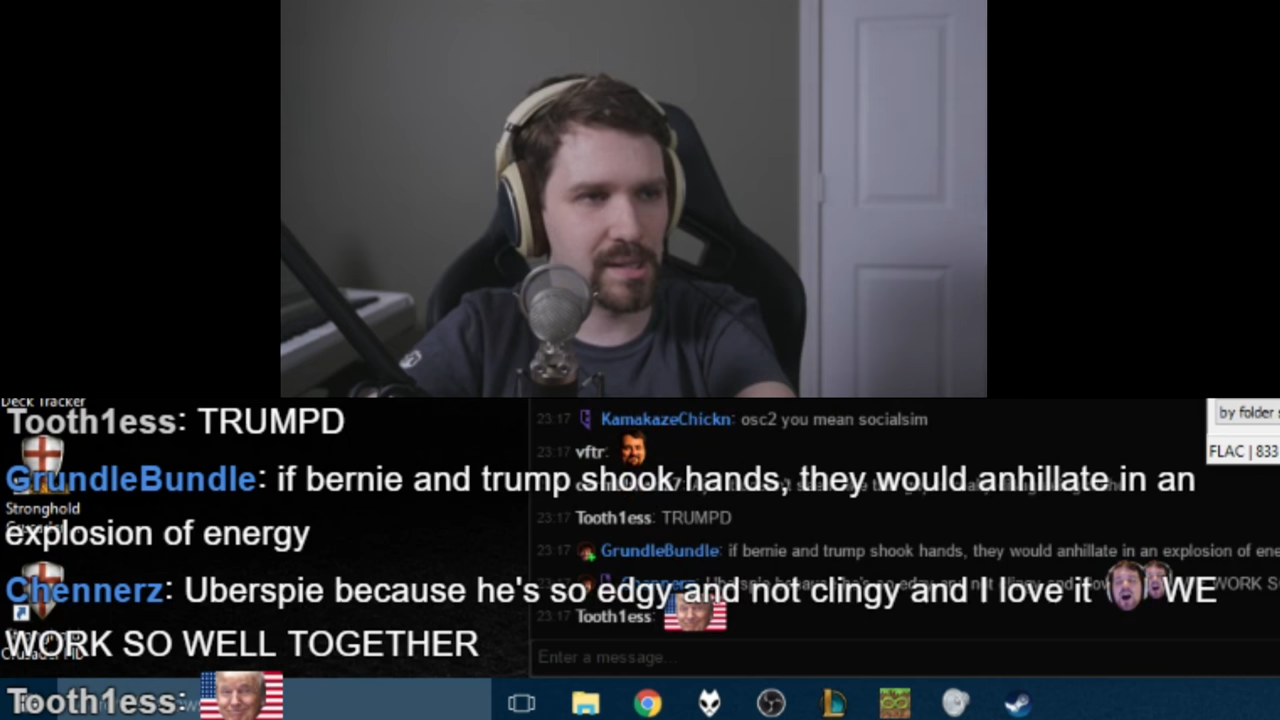 Deck Tracker
Tooth1ess: TRUMPD
GrundleBundle: if bernie and trump shook hands, they would anhillate in an
explosion of energy
Chennerz: Uberspie because he's so edgy and not clingy and I love it WE
WORK SO WELL TOGETHER
Tooth1ess:
Stronghold
23:17 KamakazeChickn: osc2 you mean socialsim
23:17 vftr:
23:17 Tooth1ess: TRUMPD
23:17 GrundleBundle: if bernie and trump shook hands, they would anhillate in an explosion of ene
23:17 Tooth1ess:
Enter a message...
by folder
FLAC | 833